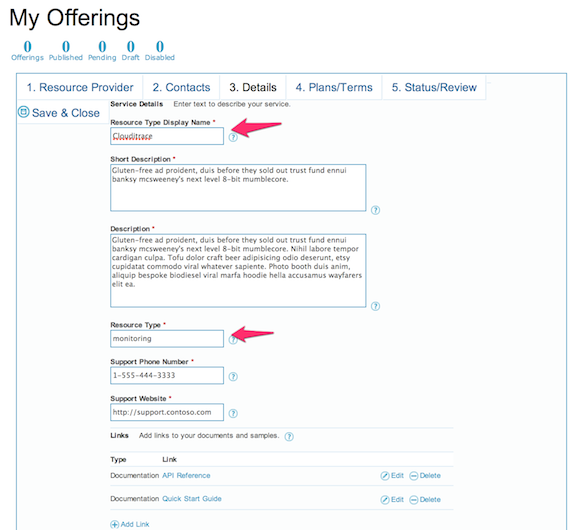 My Offerings
0 0 0 0 0
Offerings Published Pending Draft Disabled
1. Resource Provider 2. Contacts 3. Details 4. Plans/Terms 5. Status/Review
Save & Close
Service Details Enter text to describe your service.
Resource Type Display Name *
Clouditrace
?
Short Description *
Gluten-free ad proident, duis before they sold out trust fund ennui
banksy mcsweeney's next level 8-bit mumblecore.
?
Description *
Gluten-free ad proident, duis before they sold out trust fund ennui
banksy mcsweeney's next level 8-bit mumblecore. Nihil labore tempor
cardigan culpa. Tofu dolor craft beer adipisicing odio deserunt, etsy
cupidatat commodo viral whatever sapiente. Photo booth duis anim,
aliquip bespoke biodiesel viral marfa hoodie hella accusamus wayfarers
elit ea.
?
Resource Type *
monitoring
?
Support Phone Number *
1-555-444-3333
?
Support Website *
http://support.contoso.com
?
Links Add links to your documents and samples. ?
Type Link
Documentation API Reference Edit Delete
Documentation Quick Start Guide Edit Delete
Add Link